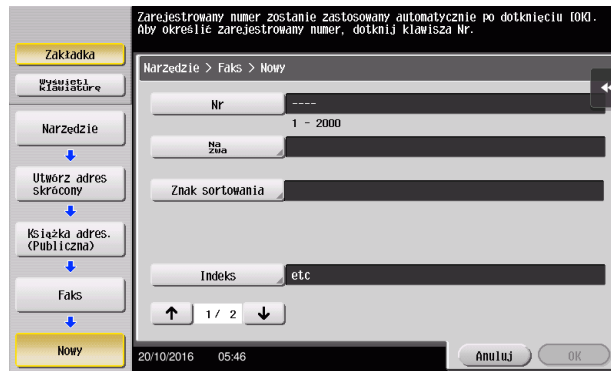 Zarejestrowany numer zostanie zastosowany automatycznie po dotknięciu [OK].
Aby określić zarejestrowany numer, dotknij klawisza Nr.
Zakładka
Wyświetl
klawiaturę
Narzędzie
Utwórz adres
skrócony
Książka adres.
(Publiczna)
Faks
Nowy
Narzędzie > Faks > Nowy
Nr
----
1 - 2000
Na
zwa
Znak sortowania
Indeks
etc
↑ 1/ 2 ↓
20/10/2016 05:46
Anuluj
OK